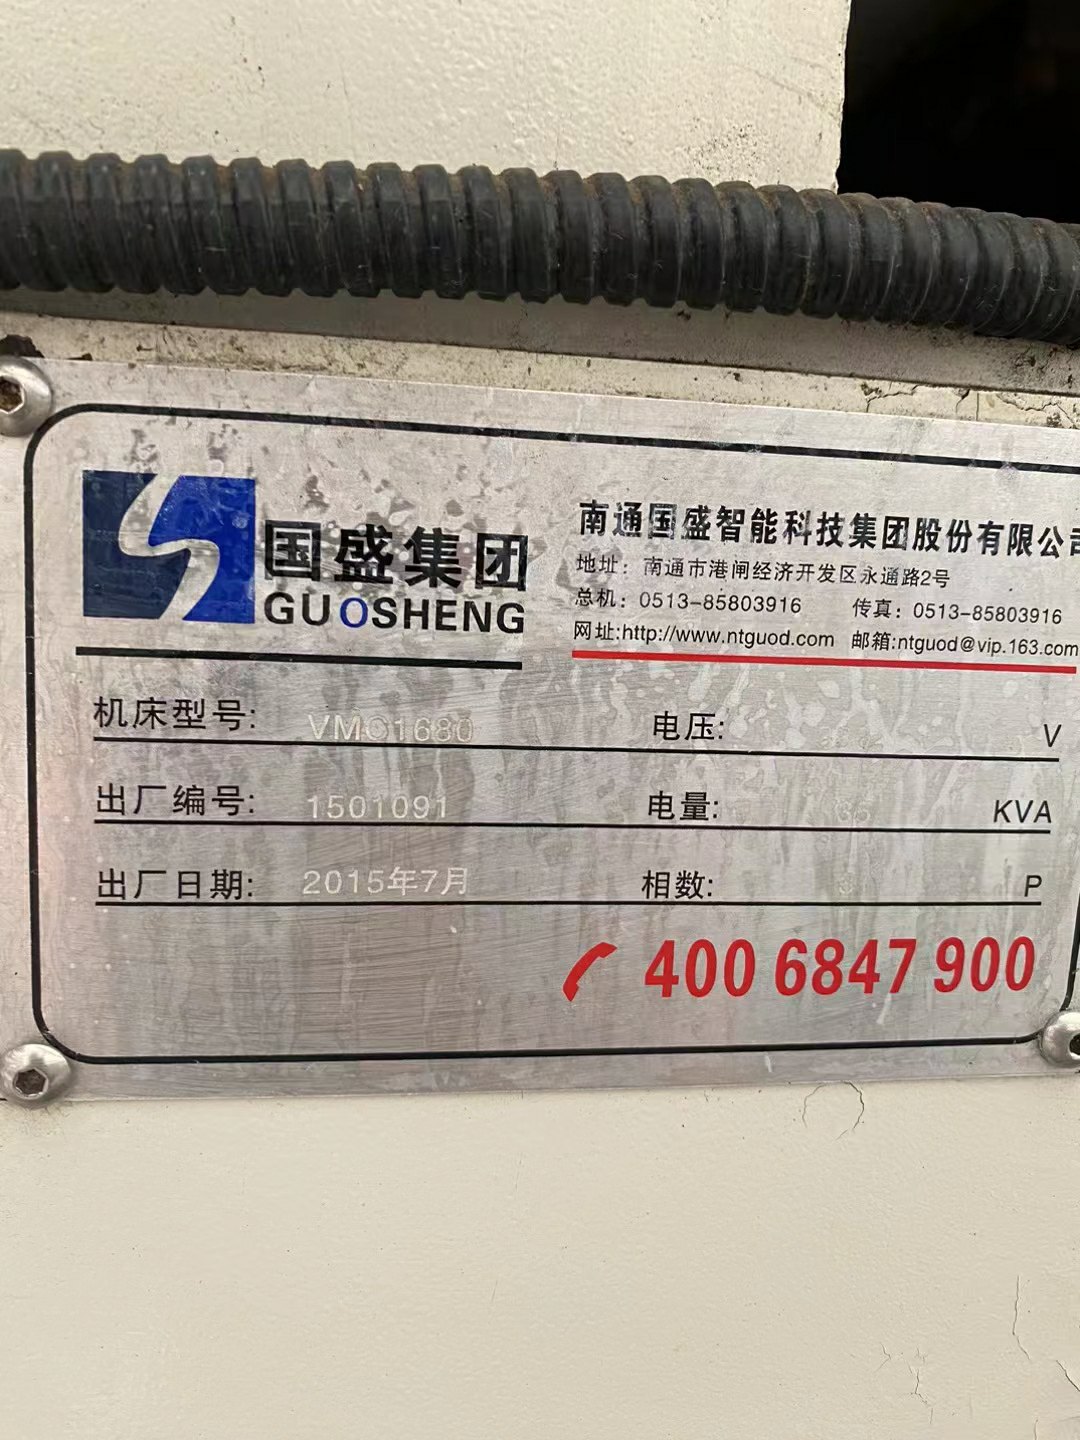 国盛集团
GUOSHENG
南通国盛智能科技集团股份有限公司
地址：南通市港闸经济开发区永通路2号
总机：0513-85803916 传真：0513-85803916
网址:http://www.ntguod.com 邮箱:ntguod@vip.163.com
机床型号: VMC1680 电压: V
出厂编号: 1501091 电量: 35 KVA
出厂日期: 2015年7月 相数: 3 P
400 6847 900